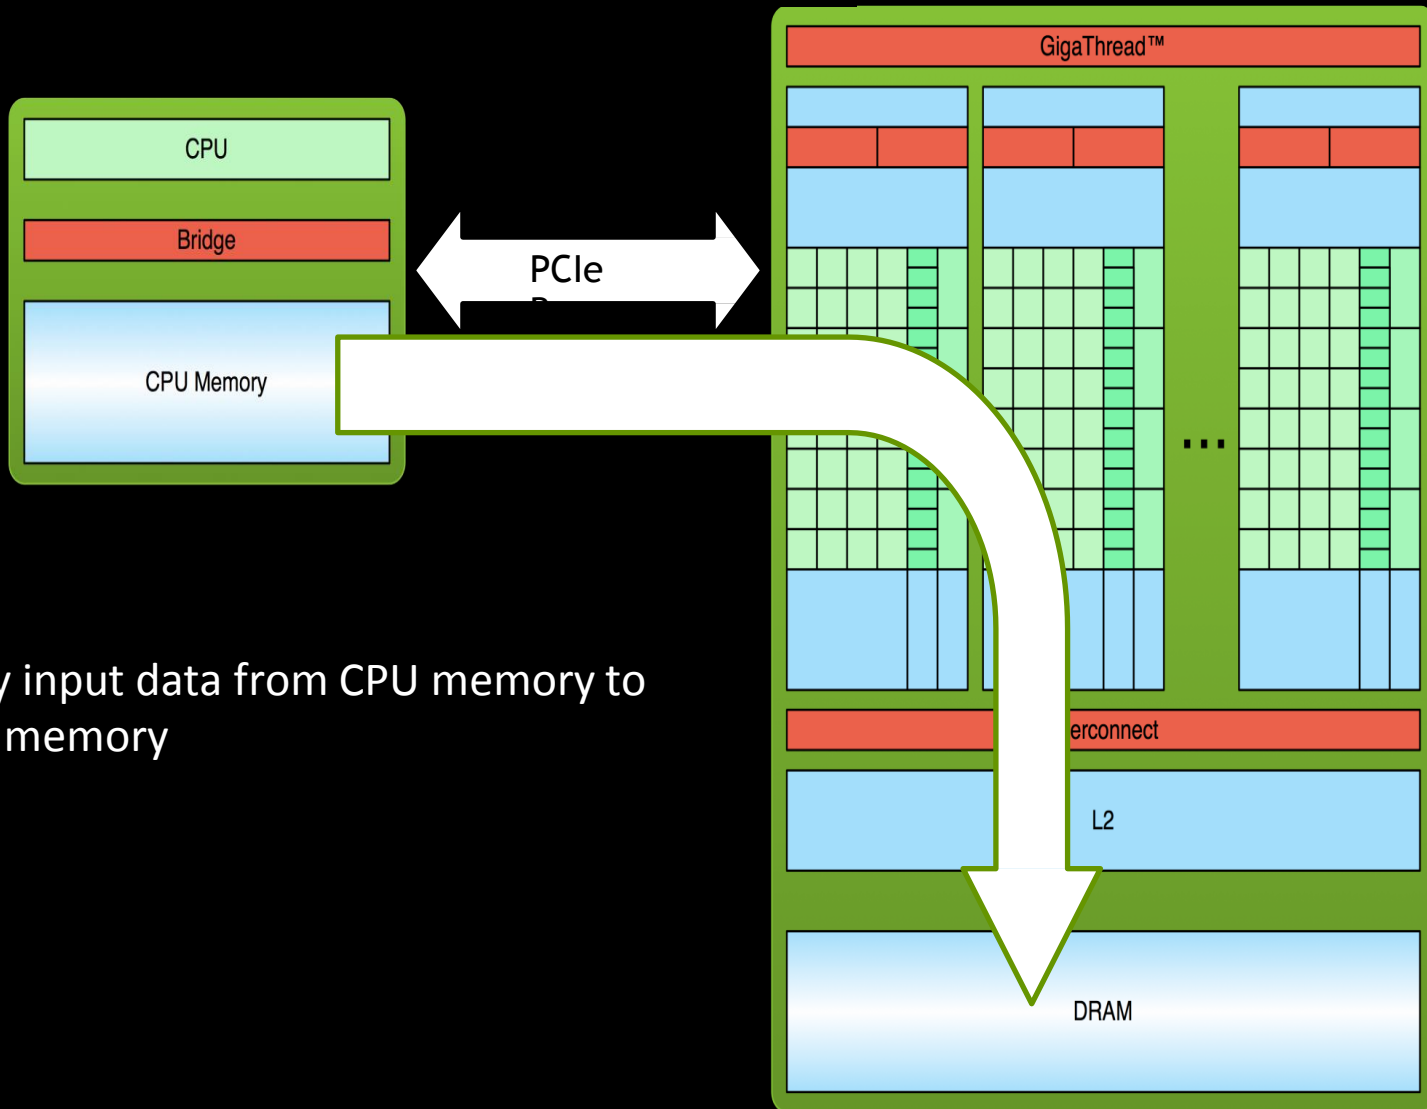 GigaThread™
CPU
Bridge
PCIe
CPU Memory
...
y input data from CPU memory to
memory
erconnect
L2
DRAM